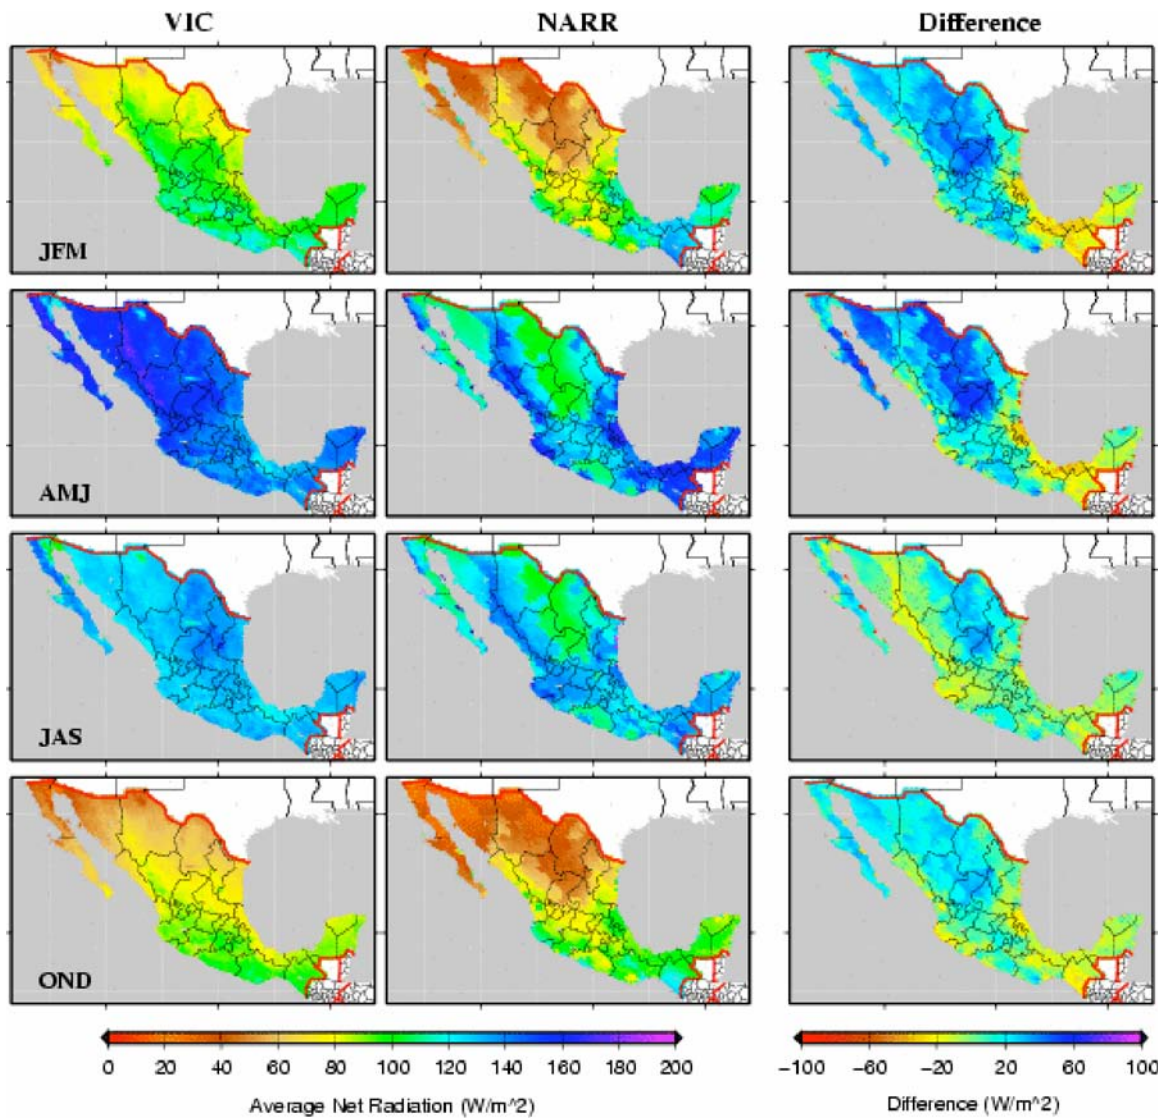 VIC NARR Difference
JFM
AMJ
JAS
OND
0 20 40 60 80 100 120 140 160 180 200
−100 −60 −20 20 60 100
Average Net Radiation (W/m^2)
Difference (W/m^2)